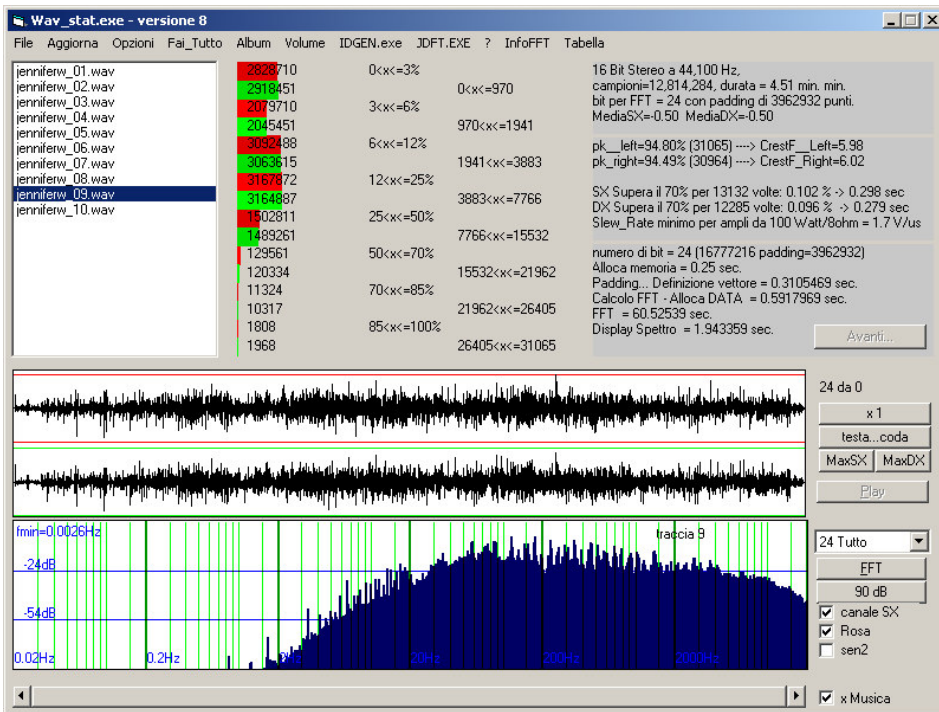 Wav_stat.exe - versione 8
File Aggiorna Opzioni Fai_Tutto Album Volume IDGEN.exe JDFT.EXE ? InfoFFT Tabella
jenniferw_01.wav
jenniferw_02.wav
jenniferw_03.wav
jenniferw_04.wav
jenniferw_05.wav
jenniferw_06.wav
jenniferw_07.wav
jenniferw_08.wav
jenniferw_09.wav
jenniferw_10.wav
2828710 0<x<=3%
2918451 0<x<=970
2079710 3<x<=6%
2045451 970<x<=1941
3092488 6<x<=12%
3063615 1941<x<=3883
3167872 12<x<=25%
3164887 3883<x<=7766
1502811 25<x<=50%
1489261 7766<x<=15532
129561 50<x<=70%
120334 15532<x<=21962
11324 70<x<=85%
10317 21962<x<=26405
1808 85<x<=100%
1968 26405<x<=31065
16 Bit Stereo a 44,100 Hz,
campioni=12,814,284, durata = 4.51 min. min.
bit per FFT = 24 con padding di 3962932 punti.
MediaSX=-0.50 MediaDX=-0.50
pk__left=94.80% (31065) ----> CrestF__Left=5.98
pk_right=94.49% (30964) ----> CrestF_Right=6.02
SX Supera il 70% per 13132 volte: 0.102 % -> 0.298 sec
DX Supera il 70% per 12285 volte: 0.096 % -> 0.279 sec
Slew_Rate minimo per ampli da 100 Watt/8ohm = 1.7 V/us
numero di bit = 24 (16777216 padding=3962932)
Alloca memoria = 0.25 sec.
Padding... Definizione vettore = 0.3105469 sec.
Calcolo FFT - Alloca DATA = 0.5917969 sec.
FFT = 60.52539 sec.
Display Spettro = 1.943359 sec.
Avanti...
24 da 0
x 1
testa...coda
MaxSX MaxDX
Play
fmin=0.0026Hz
traccia 9
-24dB
-54dB
0.02Hz 0.2Hz 2Hz 20Hz 200Hz 2000Hz
24 Tutto
FFT
90 dB
canale SX
Rosa
sen2
x Musica